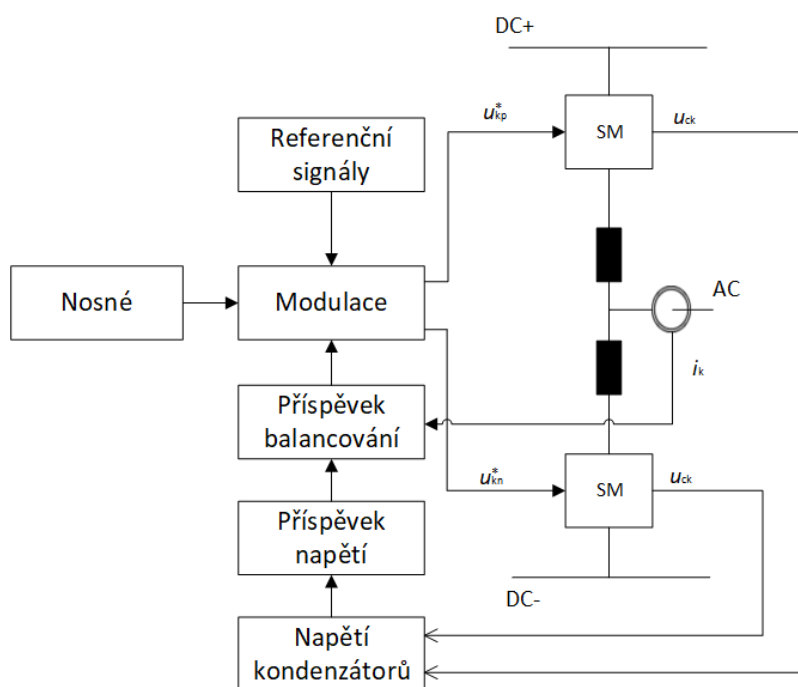 DC+
u*kp
SM
uck
Referenční
signály
Nosné
Modulace
AC
ik
Příspěvek
balancování
u*kn
SM
uck
Příspěvek
napětí
DC-
Napětí
kondenzátorů